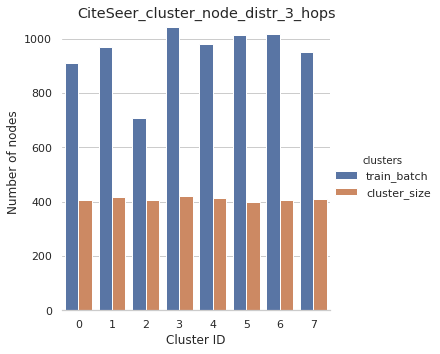 CiteSeer_cluster_node_distr_3_hops
1000
800
600
400
200
0
Number of nodes
0 1 2 3 4 5 6 7
Cluster ID
clusters
train_batch
cluster_size